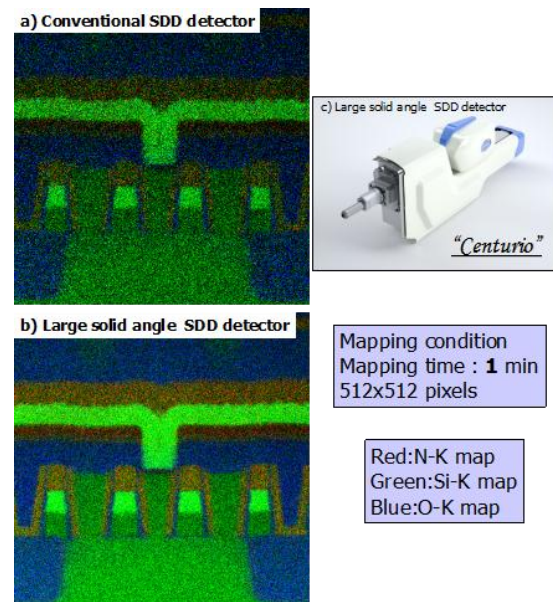 a) Conventional SDD detector
c) Large solid angle SDD detector
"Centurio"
b) Large solid angle SDD detector
Mapping condition
Mapping time : 1 min
512x512 pixels
Red:N-K map
Green:Si-K map
Blue:O-K map